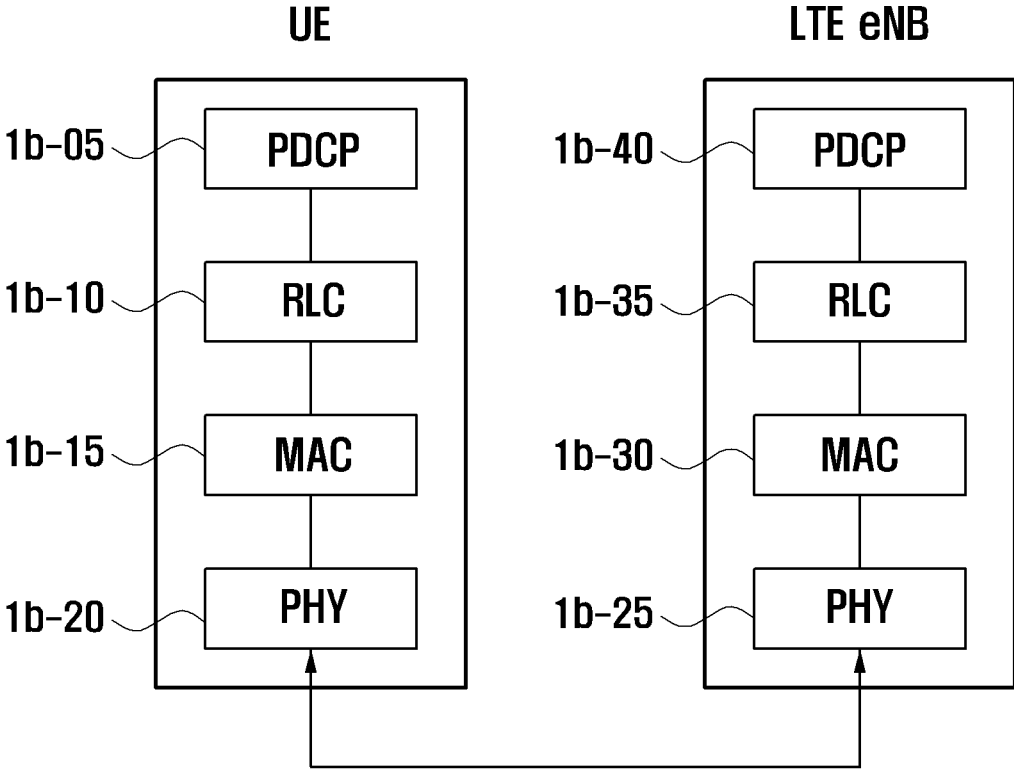 UE
LTE eNB
1b-05
PDCP
1b-40
PDCP
1b-10
RLC
1b-35
RLC
1b-15
MAC
1b-30
MAC
1b-20
PHY
1b-25
PHY